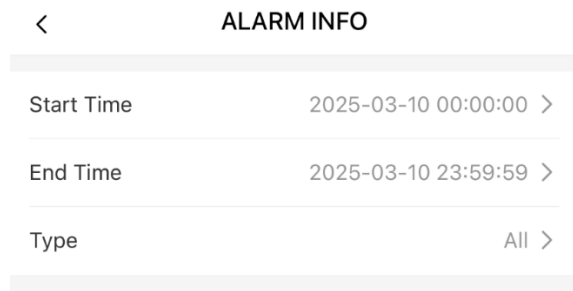 ALARM INFO
Start Time 2025-03-10 00:00:00
End Time 2025-03-10 23:59:59
Type All